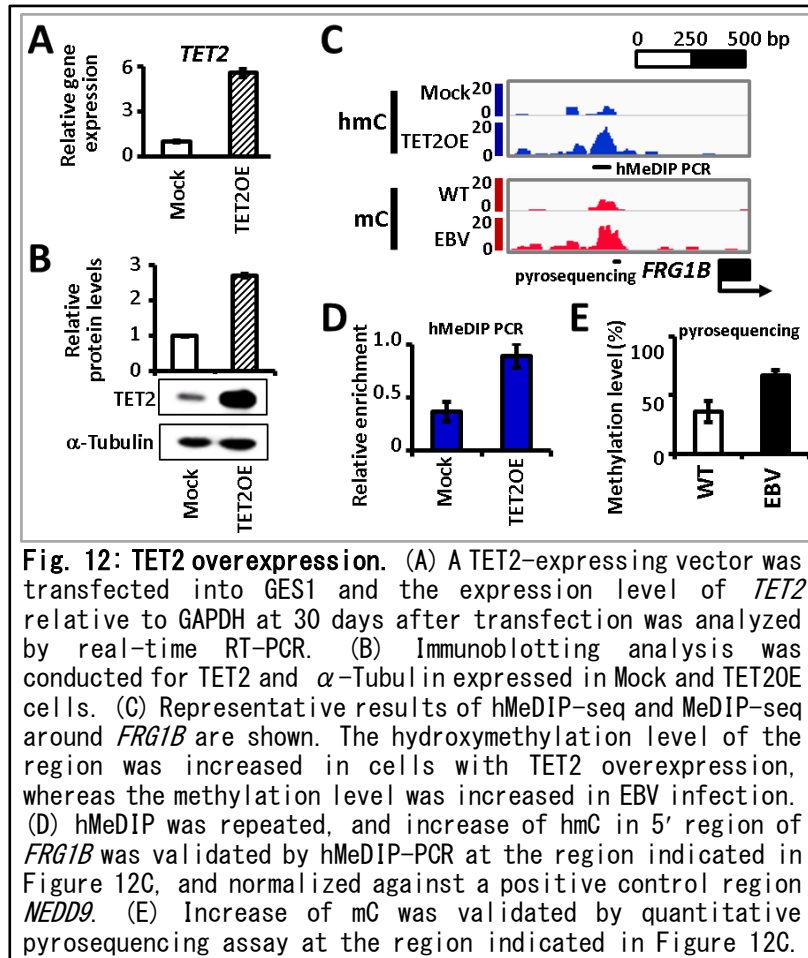 A
TET2
Relative gene expression
6
3
0
Mock
TET2OE
B
Relative protein levels
3
2
1
0
TET2
α-Tubulin
Mock
TET2OE
C
0 250 500 bp
hmC
Mock 20
0
TET2OE 20
0
hMeDIP PCR
mC
WT 20
0
EBV 20
0
pyrosequencing FRG1B
D
hMeDIP PCR
Relative enrichment
1.0
0.5
0
Mock
TET2OE
E
pyrosequencing
Methylation level (%)
100
50
0
WT
EBV
Fig. 12: TET2 overexpression. (A) A TET2-expressing vector was
transfected into GES1 and the expression level of TET2
relative to GAPDH at 30 days after transfection was analyzed
by real-time RT-PCR. (B) Immunoblotting analysis was
conducted for TET2 and α-Tubulin expressed in Mock and TET2OE
cells. (C) Representative results of hMeDIP-seq and MeDIP-seq
around FRG1B are shown. The hydroxymethylation level of the
region was increased in cells with TET2 overexpression,
whereas the methylation level was increased in EBV infection.
(D) hMeDIP was repeated, and increase of hmC in 5′ region of
FRG1B was validated by hMeDIP-PCR at the region indicated in
Figure 12C, and normalized against a positive control region
NEDD9. (E) Increase of mC was validated by quantitative
pyrosequencing assay at the region indicated in Figure 12C.